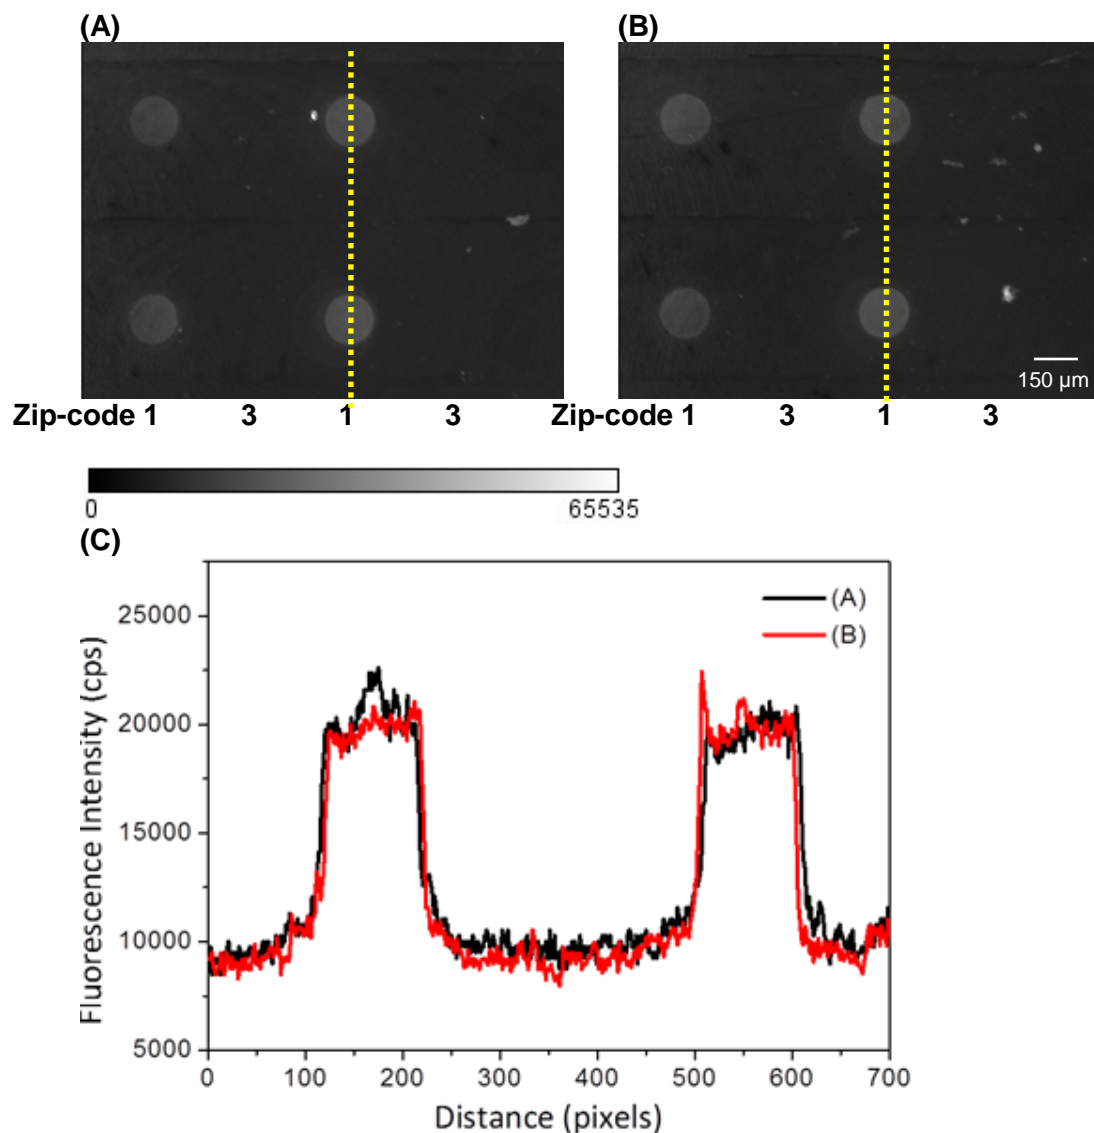 (A) (B)
150 µm
Zip-code 1 3 1 3 Zip-code 1 3 1 3
0 65535
(C)
25000
20000
15000
10000
5000
Fluorescence Intensity (cps)
(A)
(B)
0 100 200 300 400 500 600 700
Distance (pixels)